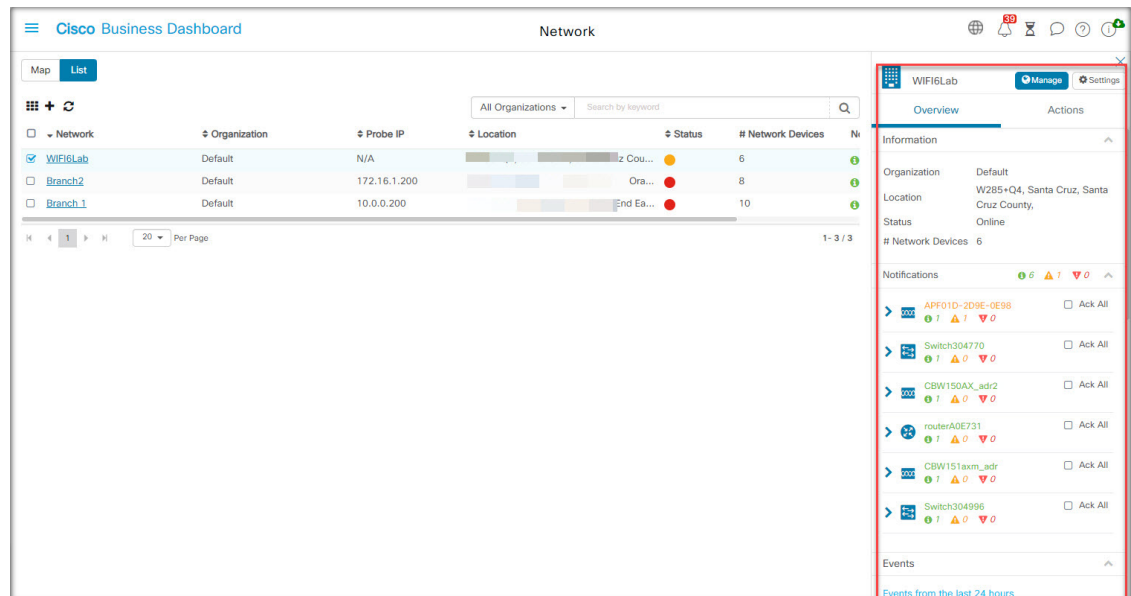 Cisco Business Dashboard
Network
39
Map List
All Organizations Search by keyword
Network Organization Probe IP Location Status # Network Devices
WIFI6Lab Default N/A z Cou... 6
Branch2 Default 172.16.1.200 Ora... 8
Branch 1 Default 10.0.0.200 End Ea... 10
1 20 Per Page 1- 3 / 3
WIFI6Lab Manage Settings
Overview Actions
Information
Organization Default
Location W285+Q4, Santa Cruz, Santa
Cruz County,
Status Online
# Network Devices 6
Notifications 6 1 0
APF01D-2D9E-0E98 Ack All
1 1 0
Switch304770 Ack All
1 0 0
CBW150AX_adr2 Ack All
1 0 0
routerA0E731 Ack All
1 0 0
CBW151axm_adr Ack All
1 0 0
Switch304996 Ack All
1 0 0
Events
Events from the last 24 hours